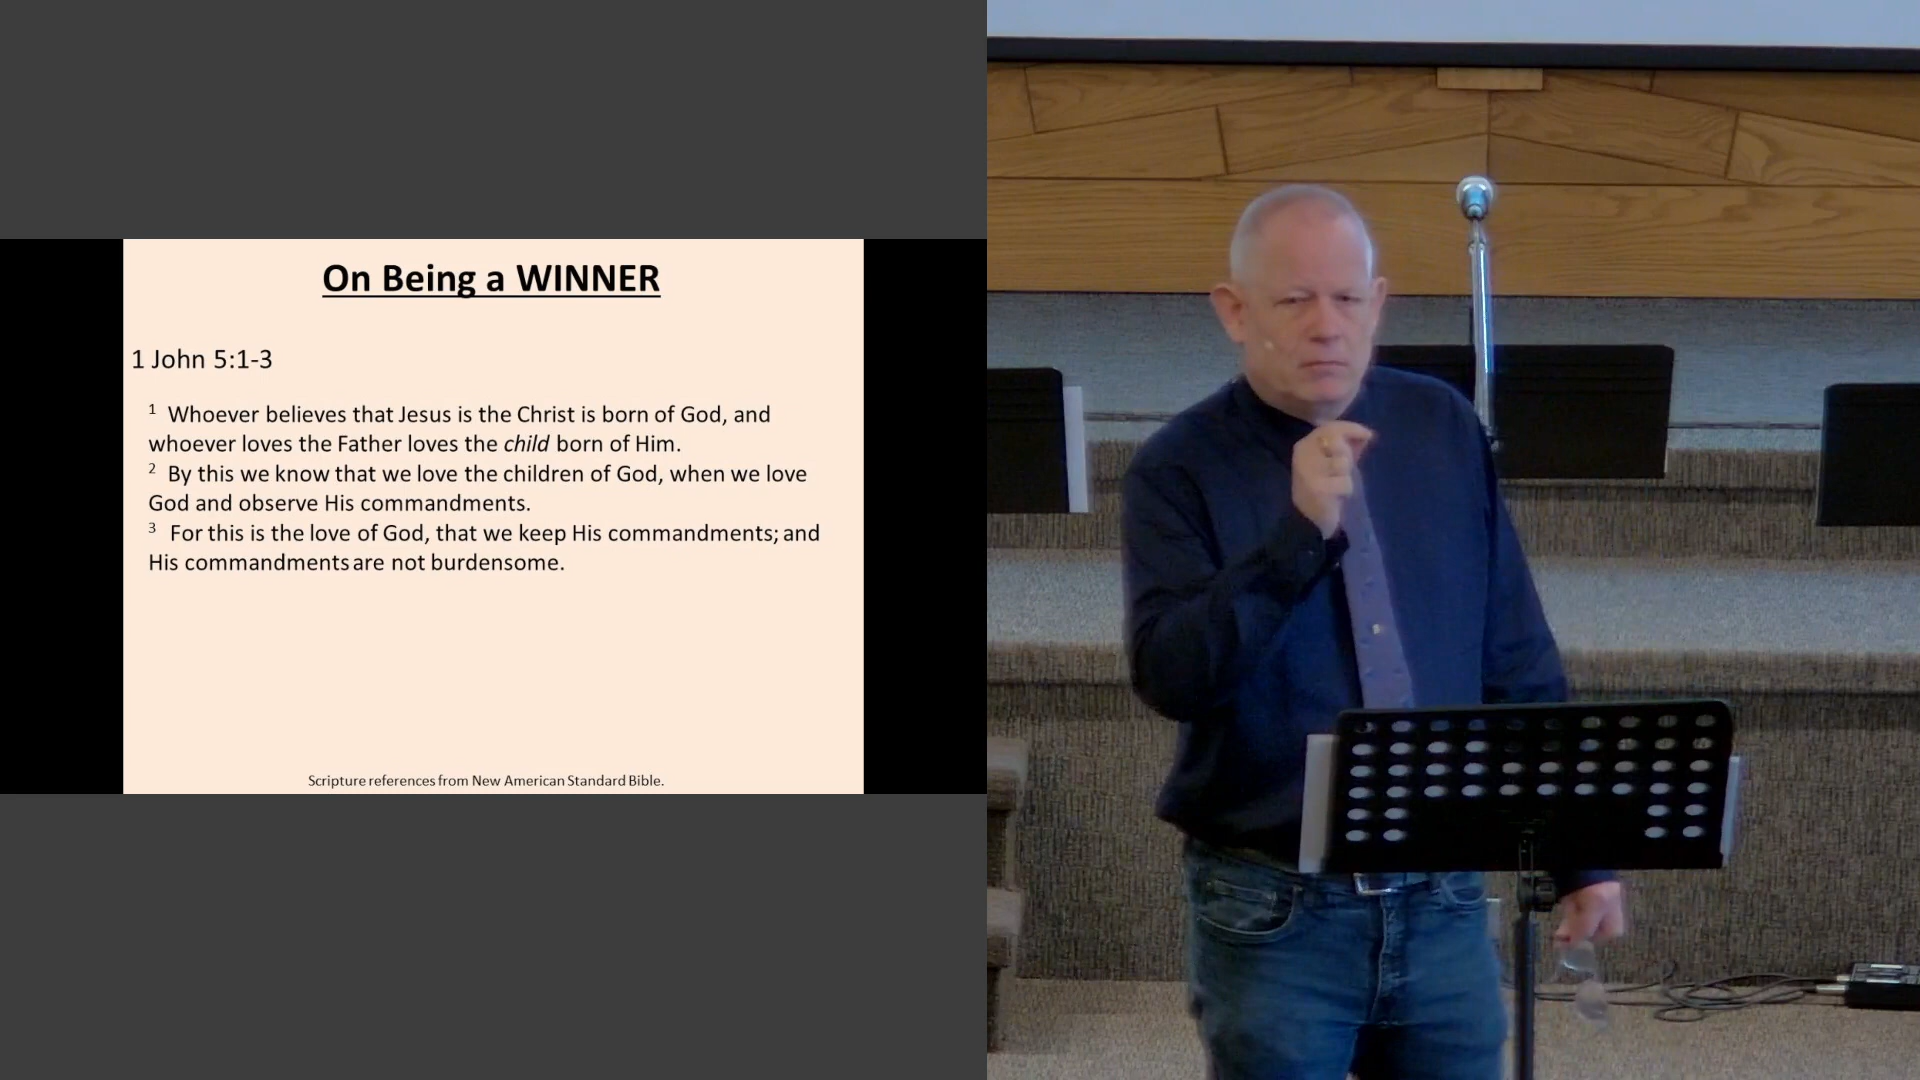 On Being a WINNER
1 John 5:1-3
1 Whoever believes that Jesus is the Christ is born of God, and
whoever loves the Father loves the child born of Him.
2 By this we know that we love the children of God, when we love
God and observe His commandments.
3 For this is the love of God, that we keep His commandments; and
His commandments are not burdensome.
Scripture references from New American Standard Bible.